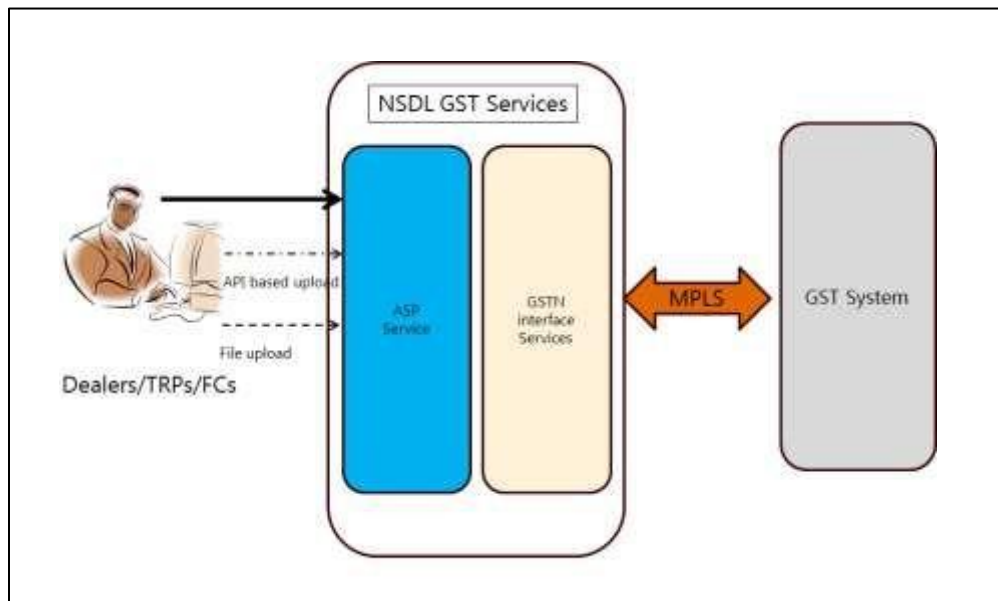 NSDL GST Services
API based upload
File upload
Dealers/TRPs/FCs
ASP
Service
GSTN
interface
Services
MPLS
GST System